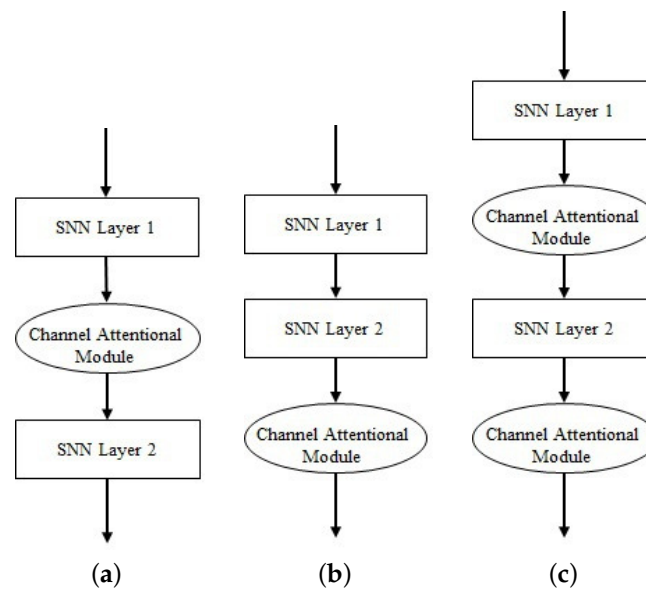 SNN Layer 1
Channel Attentional
Module
SNN Layer 2
(a)
SNN Layer 1
SNN Layer 2
Channel Attentional
Module
(b)
SNN Layer 1
Channel Attentional
Module
SNN Layer 2
Channel Attentional
Module
(c)